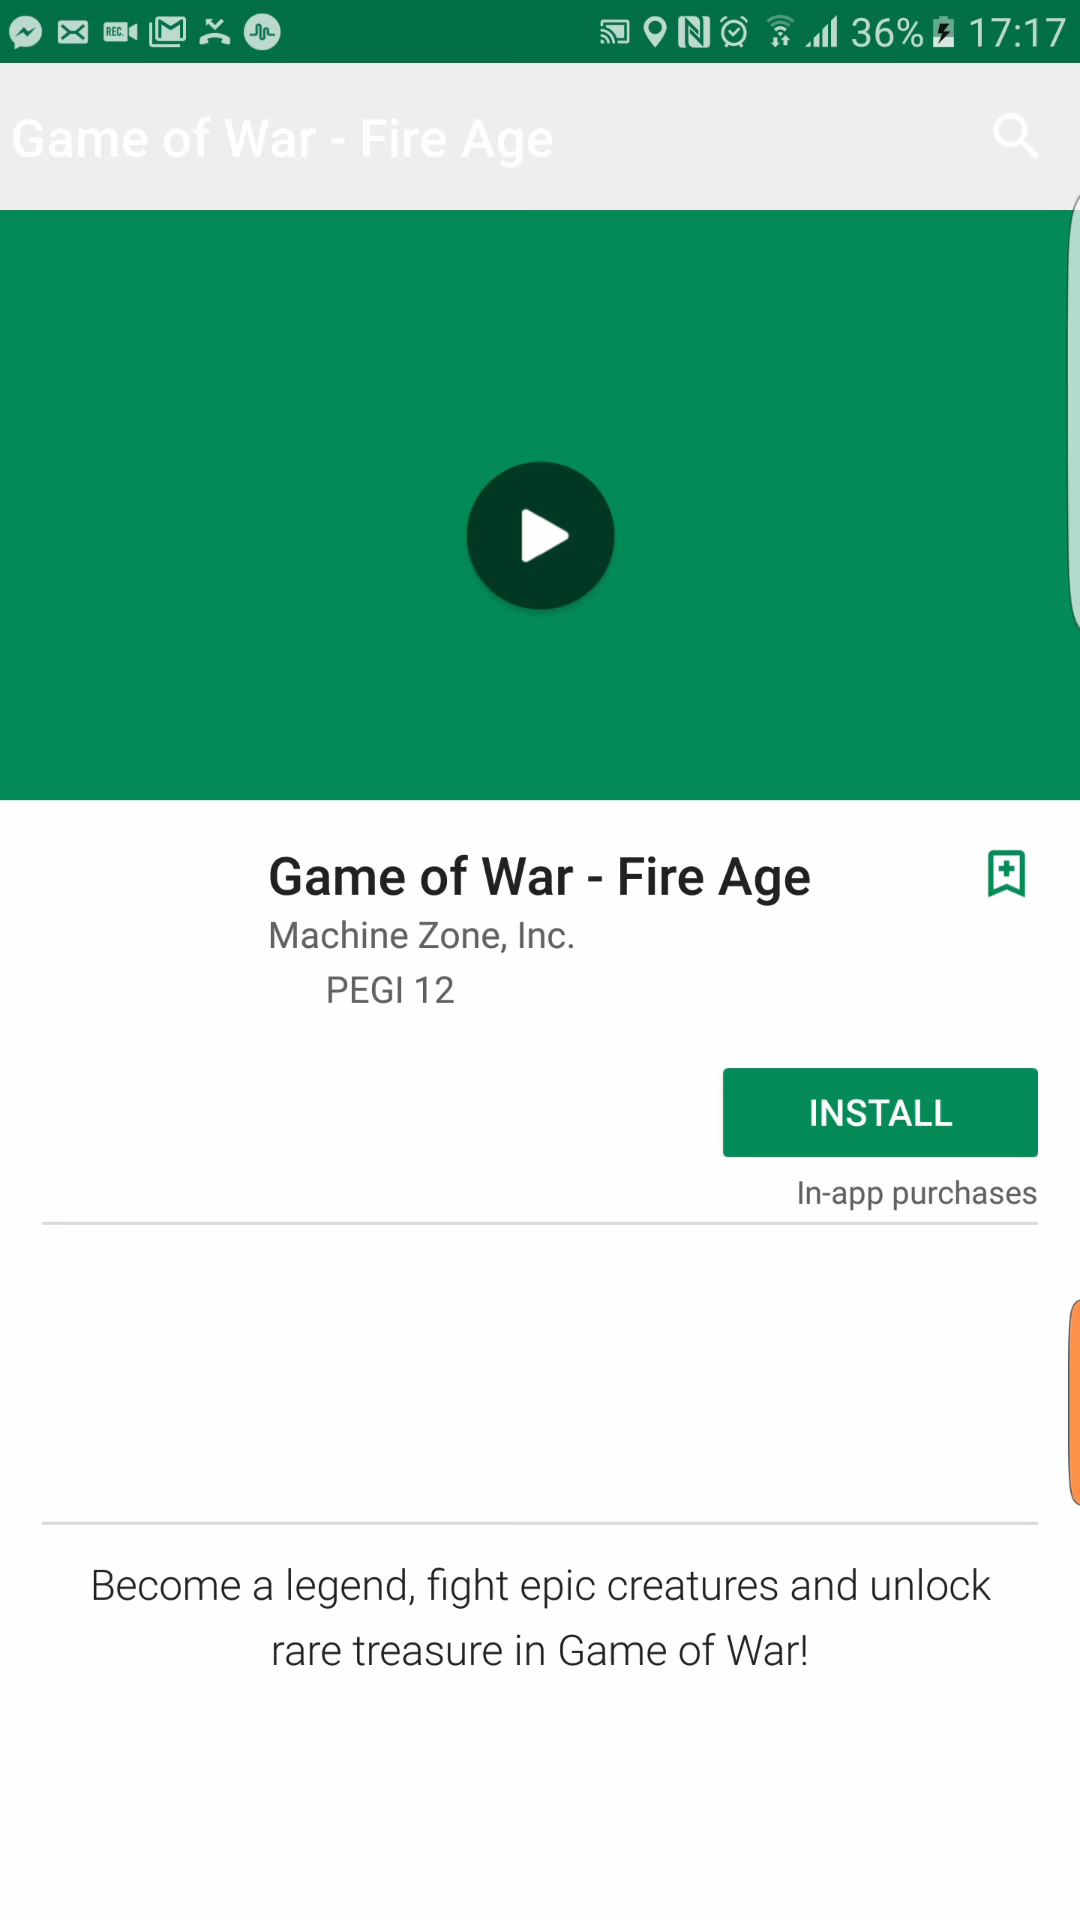 REC. 36% 17:17
Game of War - Fire Age
Game of War - Fire Age
Machine Zone, Inc.
PEGI 12
INSTALL
In-app purchases
Become a legend, fight epic creatures and unlock
rare treasure in Game of War!